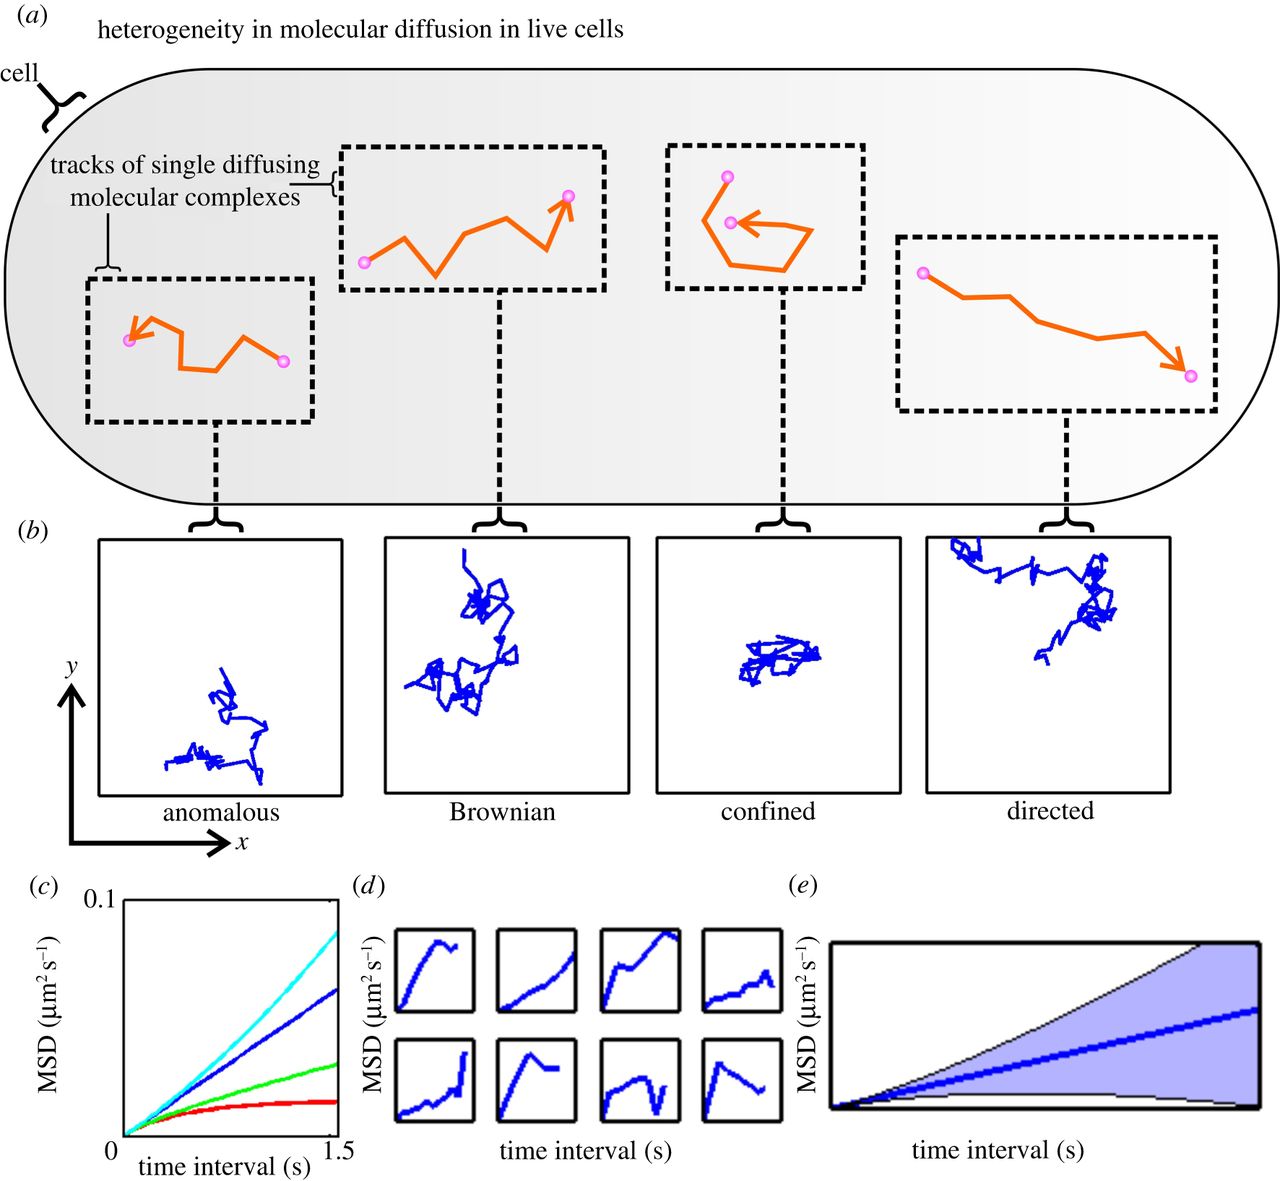 (a)
heterogeneity in molecular diffusion in live cells
cell
tracks of single diffusing
molecular complexes
(b)
y
x
anomalous
Brownian
confined
directed
(c)
0.1
MSD (µm² s⁻¹)
0
1.5
time interval (s)
(d)
MSD (µm² s⁻¹)
time interval (s)
(e)
MSD (µm² s⁻¹)
time interval (s)